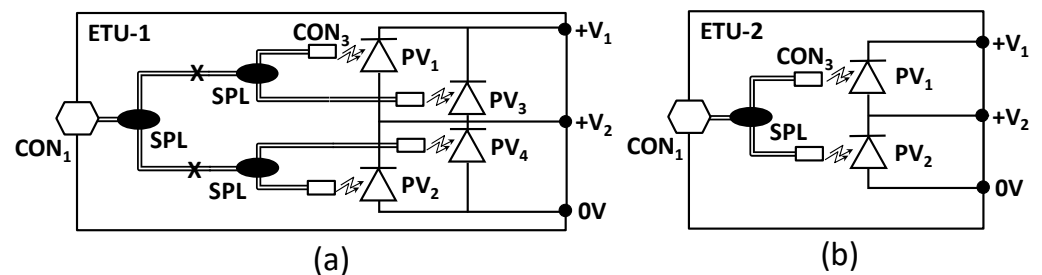 ETU-1
CON₃
+V₁
PV₁
X
SPL
PV₃
SPL
+V₂
CON₁
X
PV₄
SPL
PV₂
0V
(a)
ETU-2
+V₁
CON₃
PV₁
SPL
+V₂
CON₁
PV₂
0V
(b)